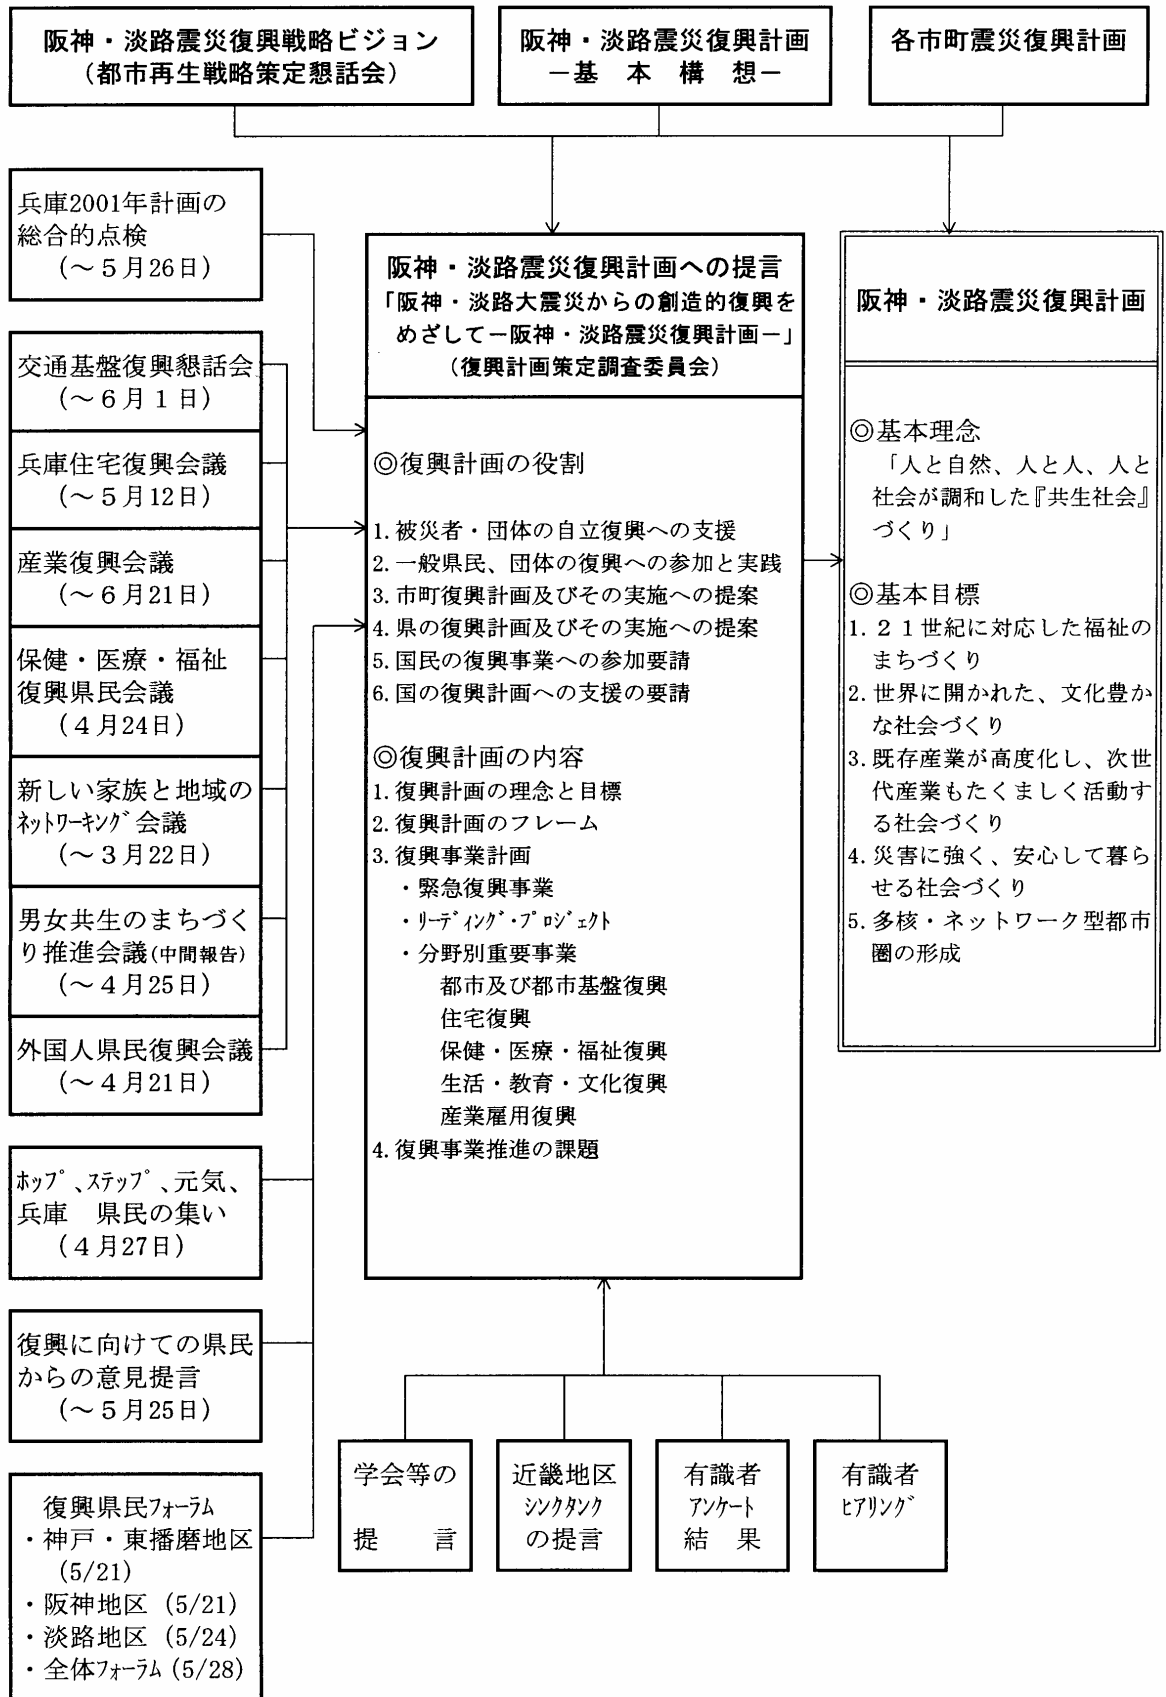 阪神・淡路震災復興戦略ビジョン
（都市再生戦略策定懇話会）
阪神・淡路震災復興計画
－基　本　構　想－
各市町震災復興計画
兵庫2001年計画の
総合的点検
（～５月26日）
交通基盤復興懇話会
（～６月１日）
兵庫住宅復興会議
（～５月12日）
産業復興会議
（～６月21日）
保健・医療・福祉
復興県民会議
（４月24日）
新しい家族と地域の
ﾈｯﾄﾜｰｷﾝｸﾞ会議
（～３月22日）
男女共生のまちづく
り推進会議(中間報告)
（～４月25日）
外国人県民復興会議
（～４月21日）
ﾎｯﾌﾟ､ｽﾃｯﾌﾟ､元気、
兵庫　県民の集い
（４月27日）
復興に向けての県民
からの意見提言
（～５月25日）
復興県民ﾌｫｰﾗﾑ
・神戸・東播磨地区
(5/21)
・阪神地区 (5/21)
・淡路地区 (5/24)
・全体ﾌｫｰﾗﾑ (5/28)
阪神・淡路震災復興計画への提言
「阪神・淡路大震災からの創造的復興を
めざして－阪神・淡路震災復興計画－」
（復興計画策定調査委員会）
◎復興計画の役割
1. 被災者・団体の自立復興への支援
2. 一般県民、団体の復興への参加と実践
3. 市町復興計画及びその実施への提案
4. 県の復興計画及びその実施への提案
5. 国民の復興事業への参加要請
6. 国の復興計画への支援の要請
◎復興計画の内容
1. 復興計画の理念と目標
2. 復興計画のフレーム
3. 復興事業計画
・緊急復興事業
・ﾘｰﾃﾞｨﾝｸﾞ･ﾌﾟﾛｼﾞｪｸﾄ
・分野別重要事業
都市及び都市基盤復興
住宅復興
保健・医療・福祉復興
生活・教育・文化復興
産業雇用復興
4. 復興事業推進の課題
阪神・淡路震災復興計画
◎基本理念
「人と自然、人と人、人と
社会が調和した『共生社会』
づくり」
◎基本目標
1. ２１世紀に対応した福祉の
まちづくり
2. 世界に開かれた、文化豊か
な社会づくり
3. 既存産業が高度化し、次世
代産業もたくましく活動す
る社会づくり
4. 災害に強く、安心して暮ら
せる社会づくり
5. 多核・ネットワーク型都市
圏の形成
学会等の
提　　言
近畿地区
ｼﾝｸﾀﾝｸ
の提言
有識者
ｱﾝｹｰﾄ
結　果
有識者
ﾋｱﾘﾝｸﾞ